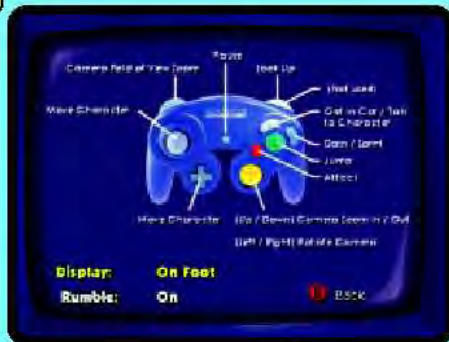 Pause
Camera Field of View Zoom
Look Up
(Not Used)
Move Character
Get in Car / Talk
to Character
Dash / Sprint
Jump
Attack
Move Character
(Up / Down) Camera Zoom In / Out
(Left / Right) Rotate Camera
Display: On Foot
Rumble: On
Back